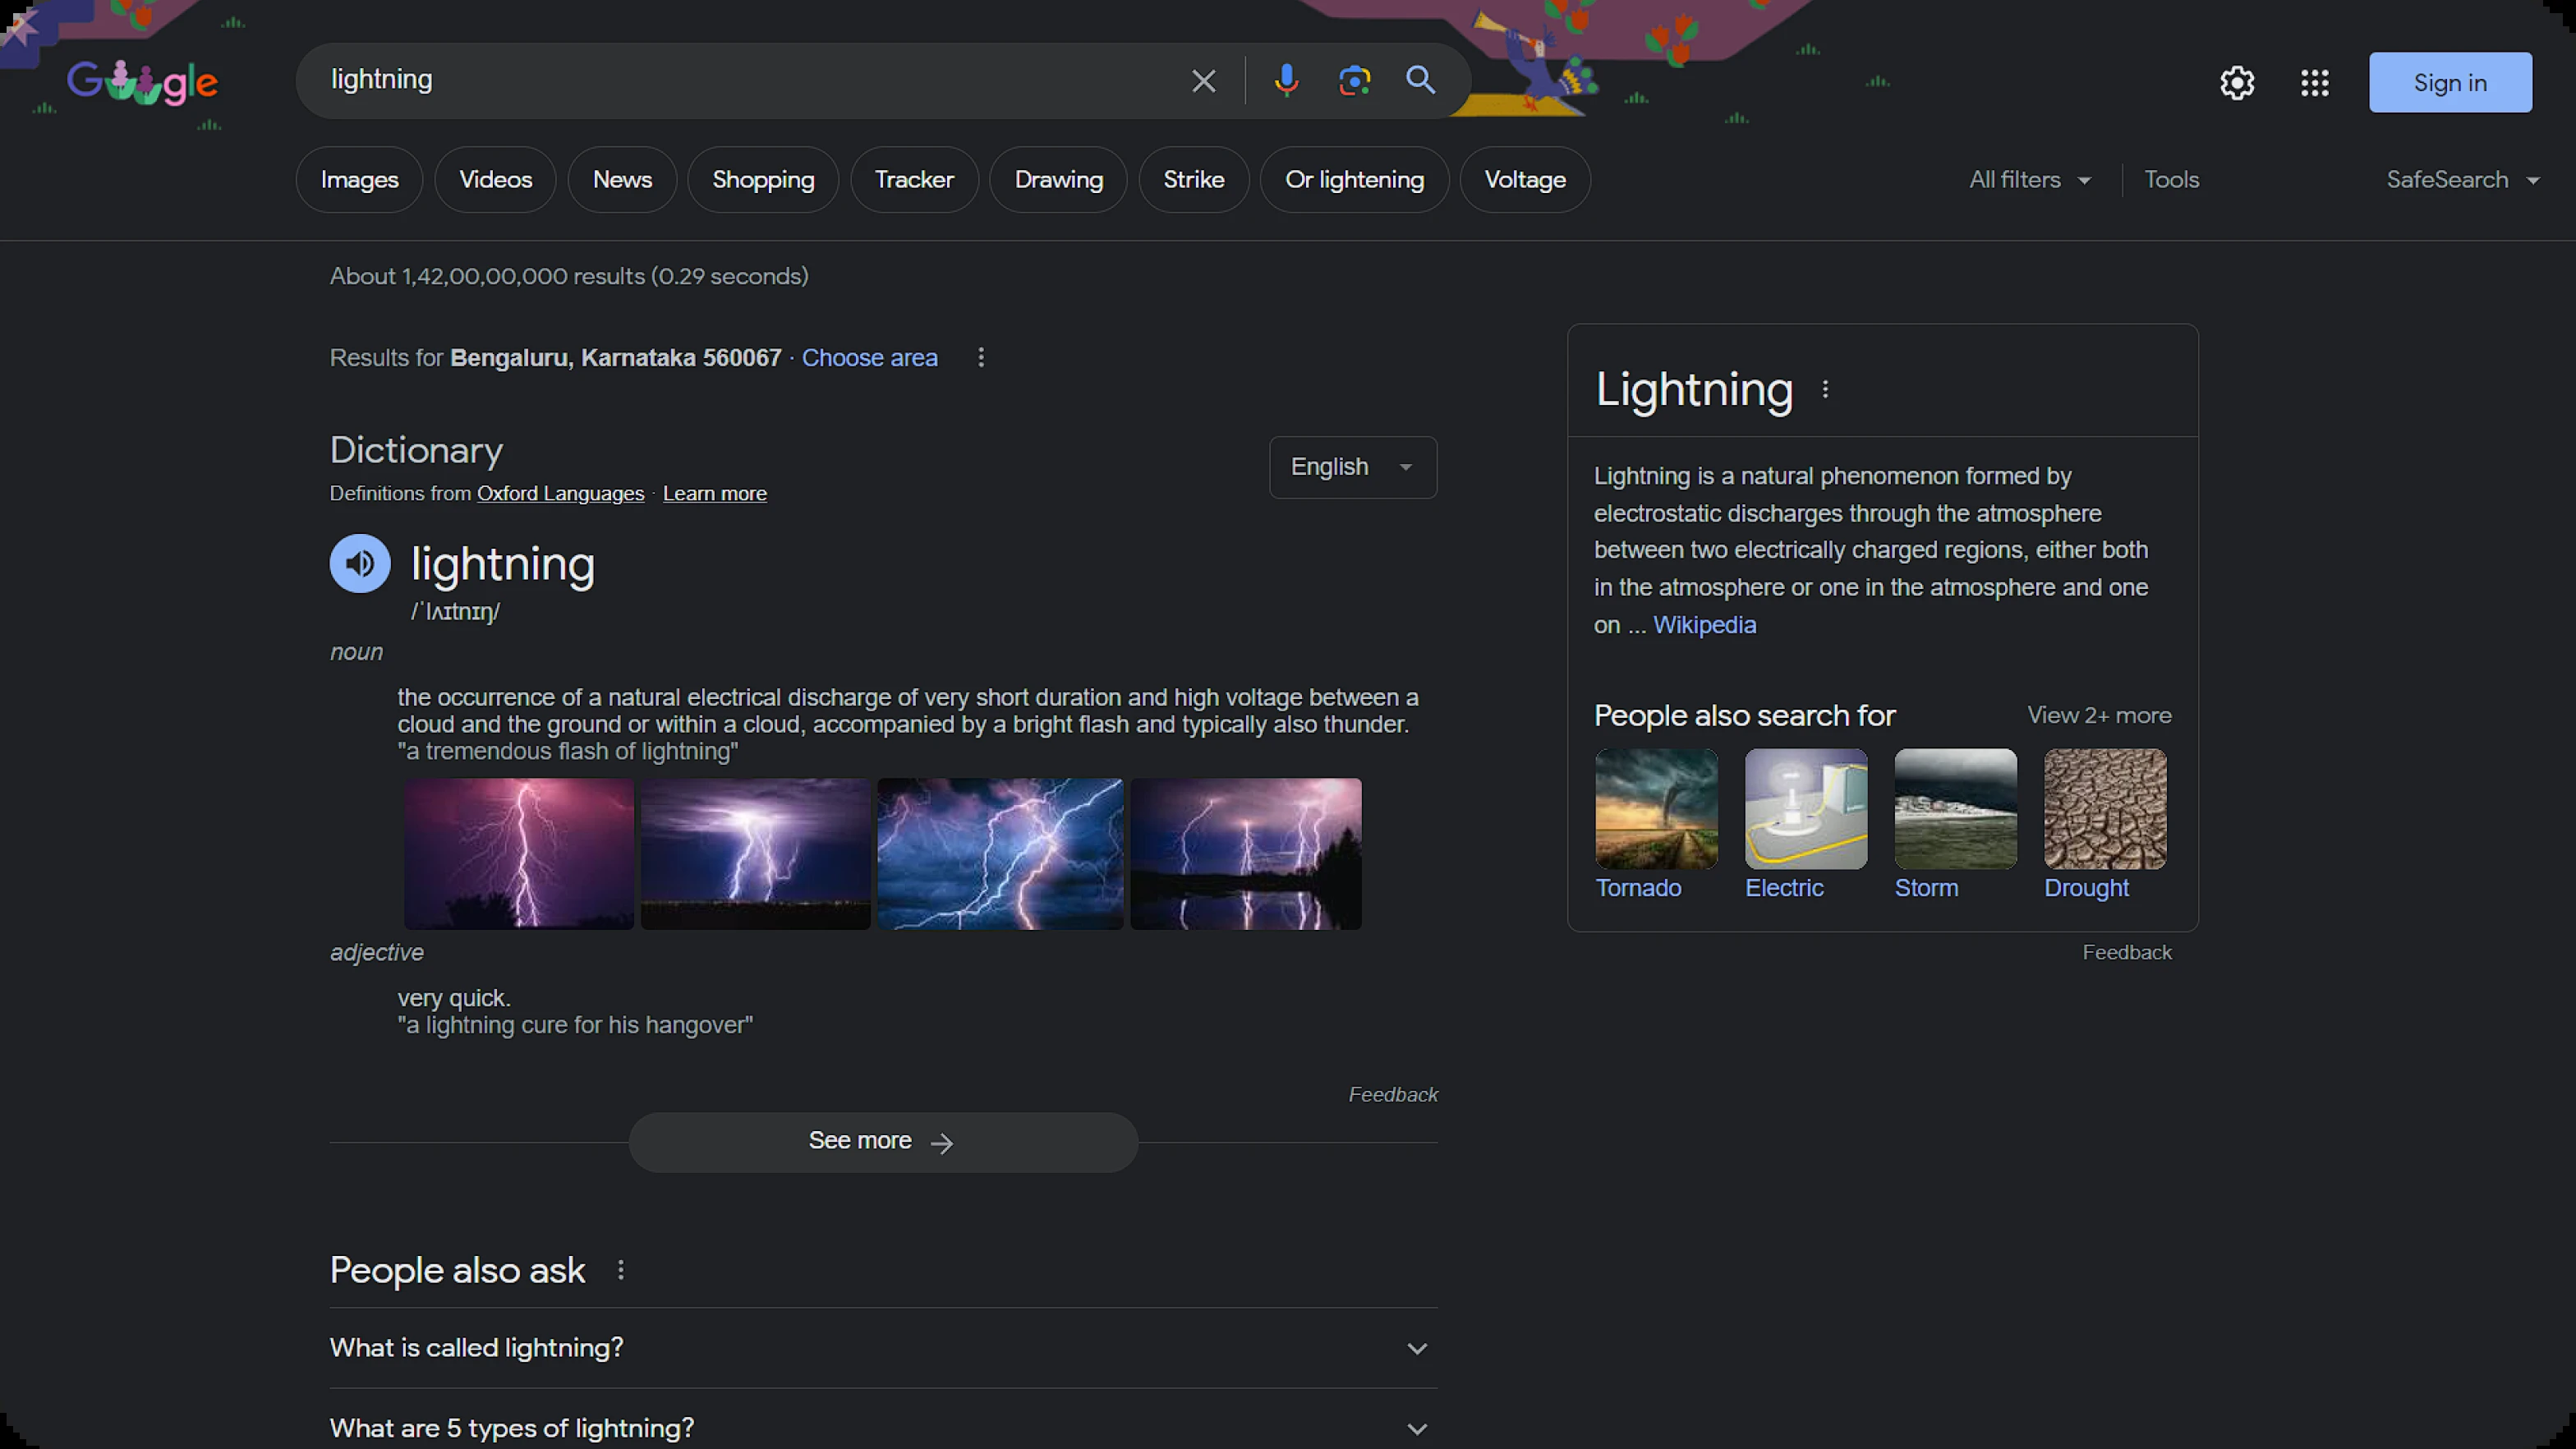 Google
lightning
Sign in
Images
Videos
News
Shopping
Tracker
Drawing
Strike
Or lightening
Voltage
All filters
Tools
SafeSearch
About 1,42,00,00,000 results (0.29 seconds)
Results for Bengaluru, Karnataka 560067 · Choose area
Dictionary
English
Definitions from Oxford Languages · Learn more
lightning
/ˈlʌɪtnɪŋ/
noun
the occurrence of a natural electrical discharge of very short duration and high voltage between a
cloud and the ground or within a cloud, accompanied by a bright flash and typically also thunder.
"a tremendous flash of lightning"
adjective
very quick.
"a lightning cure for his hangover"
Feedback
See more
People also ask
What is called lightning?
What are 5 types of lightning?
Lightning
Lightning is a natural phenomenon formed by
electrostatic discharges through the atmosphere
between two electrically charged regions, either both
in the atmosphere or one in the atmosphere and one
on ... Wikipedia
People also search for
View 2+ more
Tornado
Electric
Storm
Drought
Feedback